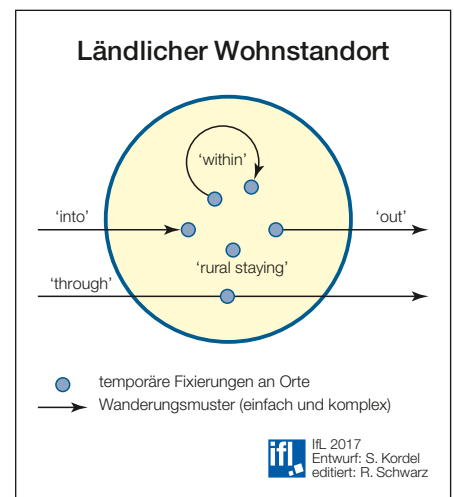 Ländlicher Wohnstandort
'within'
'into'
'out'
'rural staying'
'through'
temporäre Fixierungen an Orte
Wanderungsmuster (einfach und komplex)
ifl
IfL 2017
Entwurf: S. Kordel
editiert: R. Schwarz